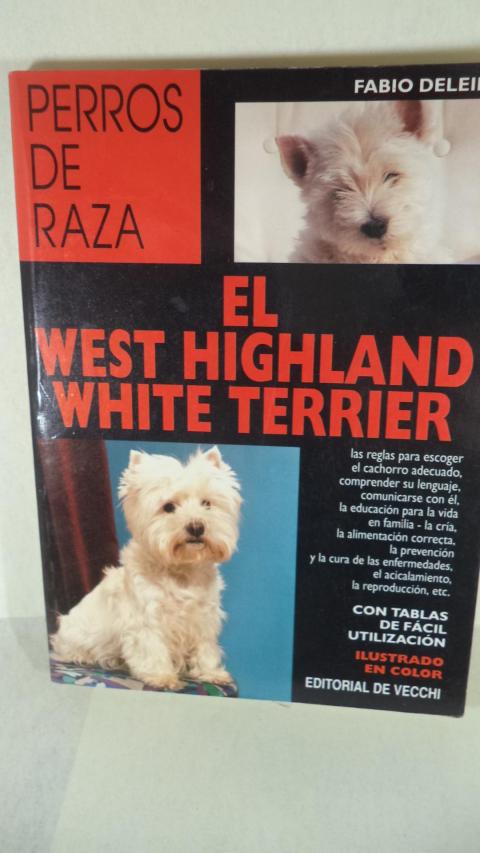 PERROS
DE
RAZA
FABIO
EL
WEST HIGHLAND
WHITE TERRIER
las reglas para escoger
el cachorro adecuado,
comprender su lenguaje,
comunicarse con él,
la educación para la vida
en familia - la cría,
la alimentación correcta,
la prevención
y la cura de las enfermedades,
el acicalamiento,
la reproducción, etc.
CON TABLAS
DE FÁCIL
UTILIZACIÓN
ILUSTRADO
EN COLOR
EDITORIAL DE VECCHI